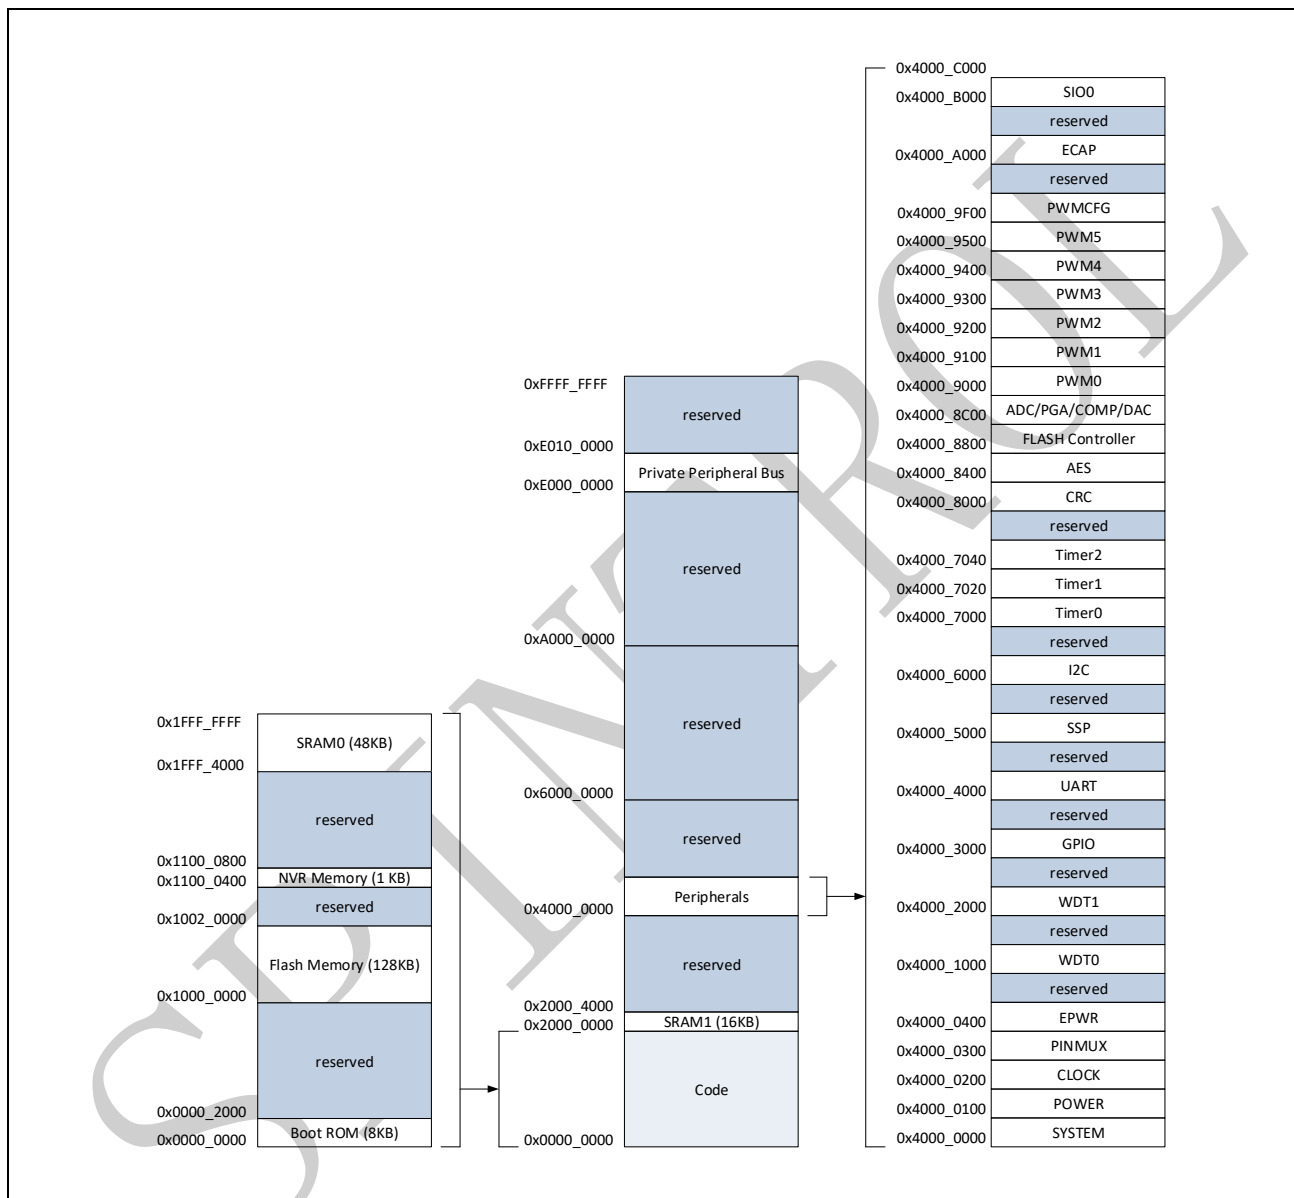 0x1FFF_FFFF
SRAM0 (48KB)
0x1FFF_4000
reserved
0x1100_0800
NVR Memory (1 KB)
0x1100_0400
reserved
0x1002_0000
Flash Memory (128KB)
0x1000_0000
reserved
0x0000_2000
Boot ROM (8KB)
0x0000_0000
0xFFFF_FFFF
reserved
0xE010_0000
Private Peripheral Bus
0xE000_0000
reserved
0xA000_0000
reserved
0x6000_0000
reserved
Peripherals
0x4000_0000
reserved
0x2000_4000
SRAM1 (16KB)
0x2000_0000
Code
0x0000_0000
0x4000_C000
SIO0
0x4000_B000
reserved
ECAP
0x4000_A000
reserved
PWMCFG
0x4000_9F00
PWM5
0x4000_9500
PWM4
0x4000_9400
PWM3
0x4000_9300
PWM2
0x4000_9200
PWM1
0x4000_9100
PWM0
0x4000_9000
ADC/PGA/COMP/DAC
0x4000_8C00
FLASH Controller
0x4000_8800
AES
0x4000_8400
CRC
0x4000_8000
reserved
Timer2
0x4000_7040
Timer1
0x4000_7020
Timer0
0x4000_7000
reserved
I2C
0x4000_6000
reserved
SSP
0x4000_5000
reserved
UART
0x4000_4000
reserved
GPIO
0x4000_3000
reserved
WDT1
0x4000_2000
reserved
WDT0
0x4000_1000
reserved
EPWR
0x4000_0400
PINMUX
0x4000_0300
CLOCK
0x4000_0200
POWER
0x4000_0100
SYSTEM
0x4000_0000
SPINTROL